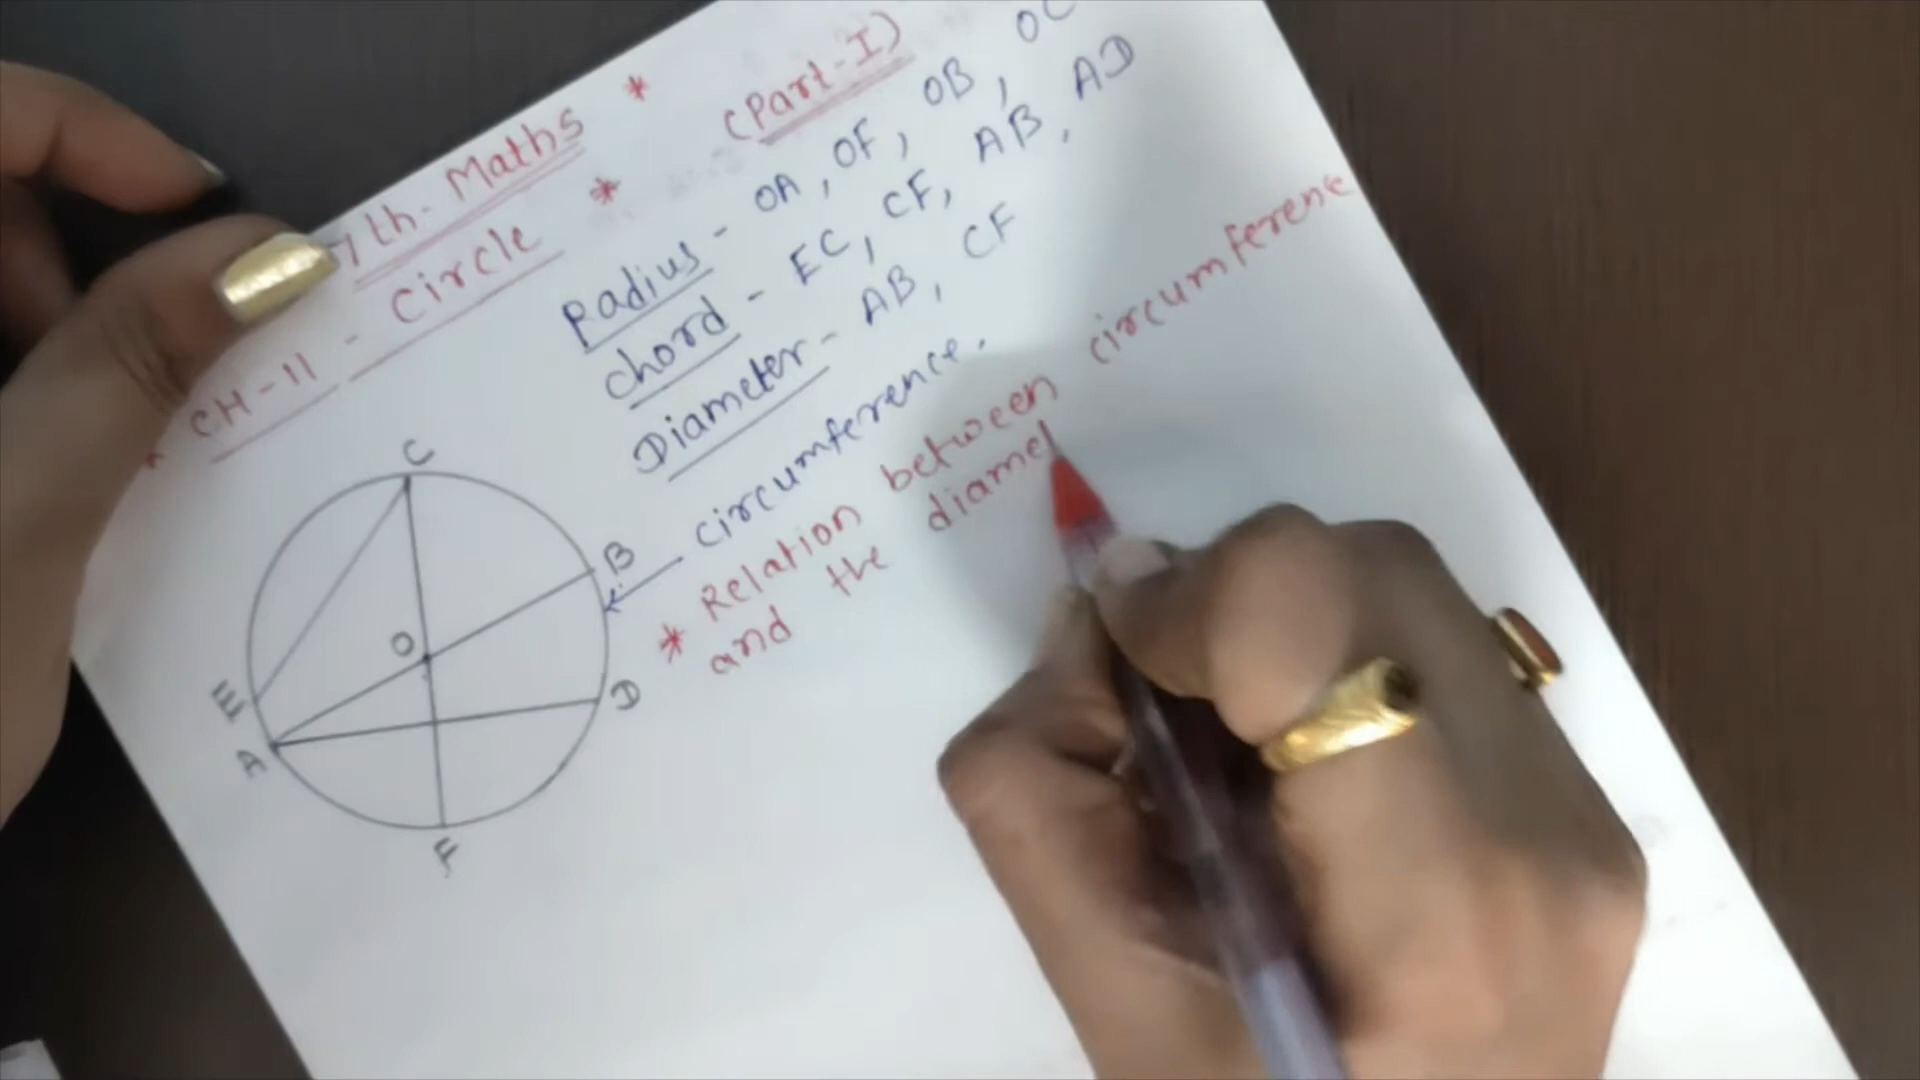 7th - Maths *
(Part-I)
CH-11 - Circle *
Radius - OA, OF, OB, OC
Chord - EC, CF, AB, AD
Diameter - AB, CF
circumference.
* Relation between circumference
and the diamet
C
B
O
E
A
D
F